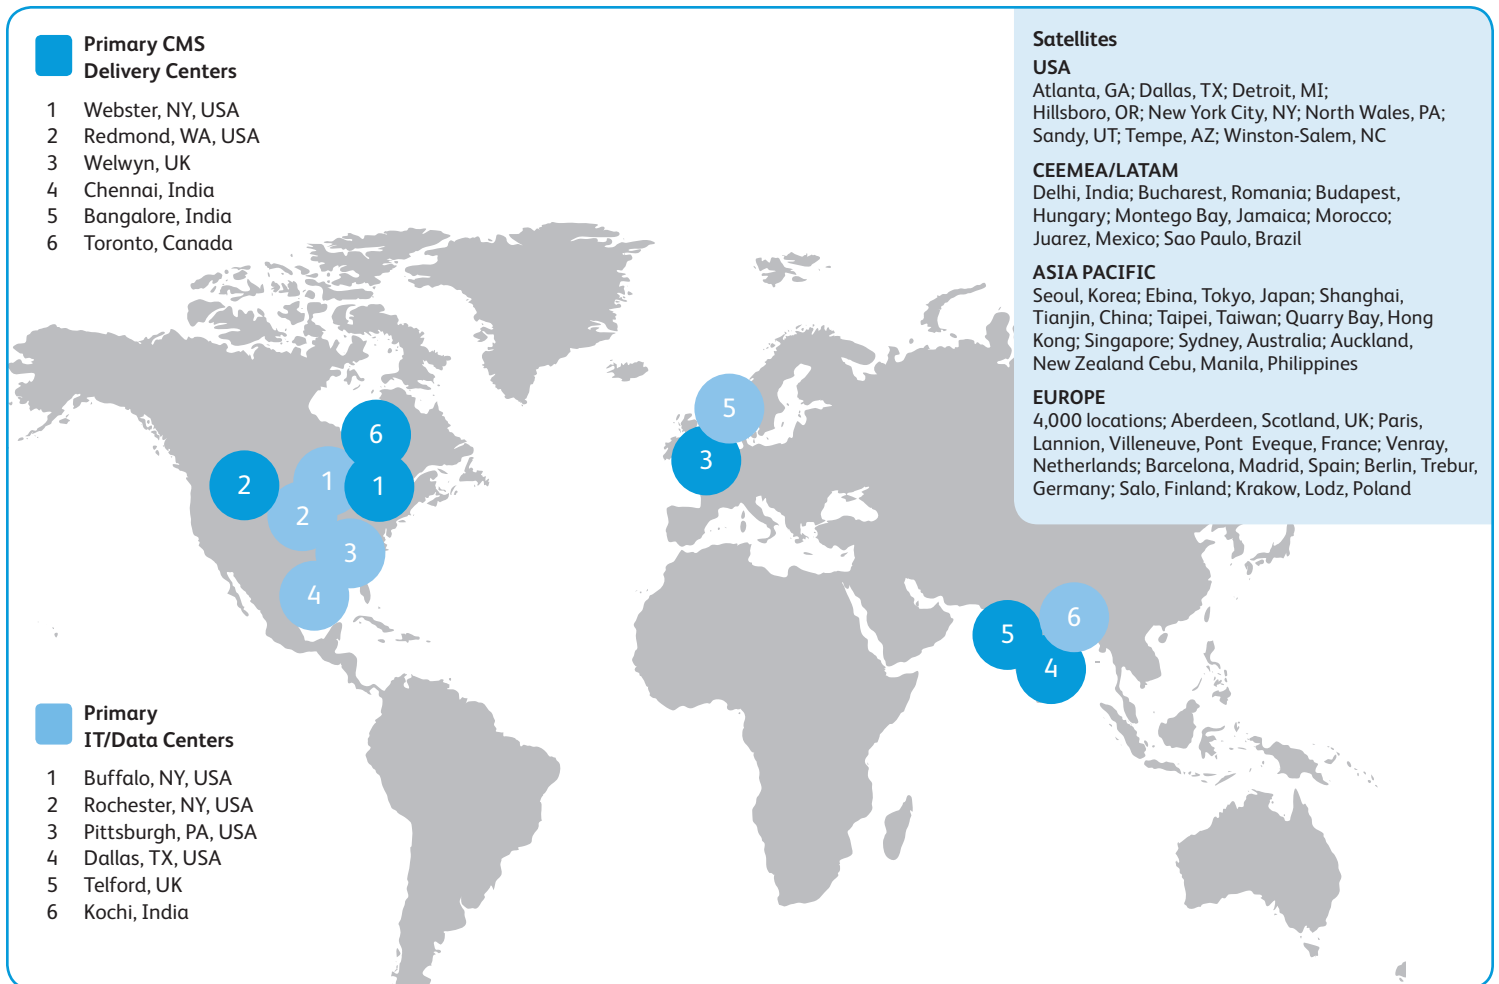 Primary CMS
Delivery Centers
1 Webster, NY, USA
2 Redmond, WA, USA
3 Welwyn, UK
4 Chennai, India
5 Bangalore, India
6 Toronto, Canada
Satellites
USA
Atlanta, GA; Dallas, TX; Detroit, MI;
Hillsboro, OR; New York City, NY; North Wales, PA;
Sandy, UT; Tempe, AZ; Winston-Salem, NC
CEEMEA/LATAM
Delhi, India; Bucharest, Romania; Budapest,
Hungary; Montego Bay, Jamaica; Morocco;
Juarez, Mexico; Sao Paulo, Brazil
ASIA PACIFIC
Seoul, Korea; Ebina, Tokyo, Japan; Shanghai,
Tianjin, China; Taipei, Taiwan; Quarry Bay, Hong
Kong; Singapore; Sydney, Australia; Auckland,
New Zealand Cebu, Manila, Philippines
EUROPE
4,000 locations; Aberdeen, Scotland, UK; Paris,
Lannion, Villeneuve, Pont Eveque, France; Venray,
Netherlands; Barcelona, Madrid, Spain; Berlin, Trebur,
Germany; Salo, Finland; Krakow, Lodz, Poland
6
2
1
1
2
3
4
5
3
5
6
4
Primary
IT/Data Centers
1 Buffalo, NY, USA
2 Rochester, NY, USA
3 Pittsburgh, PA, USA
4 Dallas, TX, USA
5 Telford, UK
6 Kochi, India